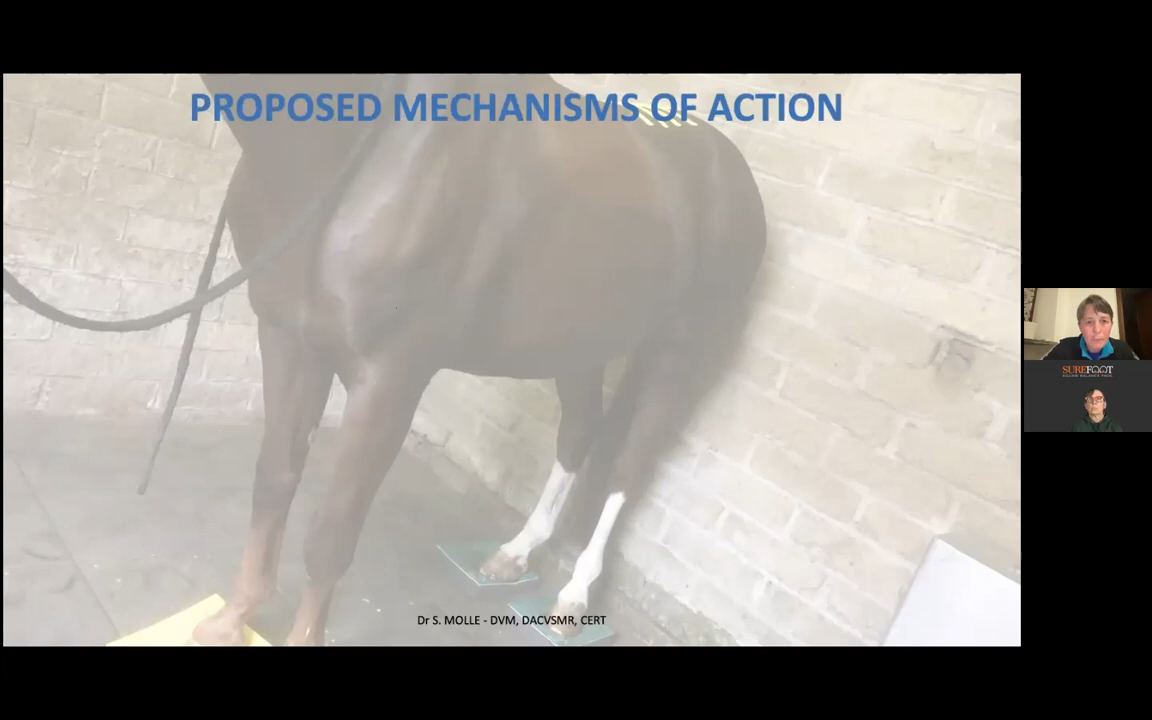 PROPOSED MECHANISMS OF ACTION
Dr S. MOLLE - DVM, DACVSMR, CERT
SUREFOOT